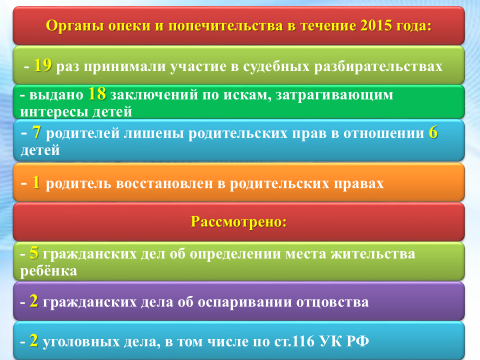 Органы опеки и попечительства в течение 2015 года:
- 19 раз принимали участие в судебных разбирательствах
- выдано 18 заключений по искам, затрагивающим
интересы детей
- 7 родителей лишены родительских прав в отношении 6
детей
- 1 родитель восстановлен в родительских правах
Рассмотрено:
- 5 гражданских дел об определении места жительства
ребёнка
- 2 гражданских дела об оспаривании отцовства
- 2 уголовных дела, в том числе по ст.116 УК РФ